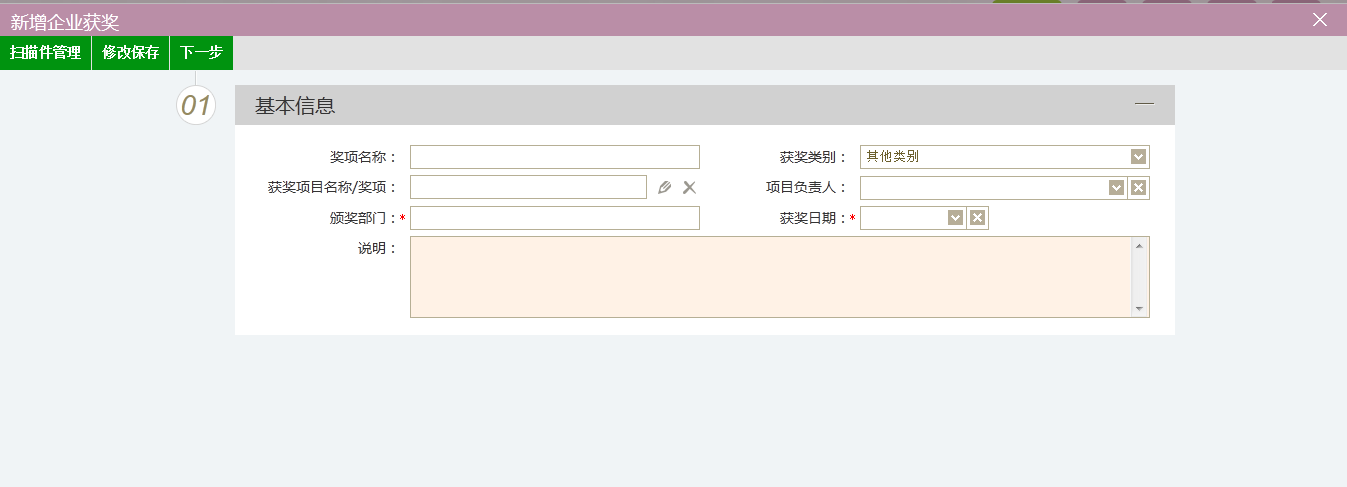 新增企业获奖
扫描件管理 修改保存 下一步
01 基本信息
奖项名称： 获奖类别： 其他类别
获奖项目名称/奖项： 项目负责人：
颁奖部门：* 获奖日期：*
说明：